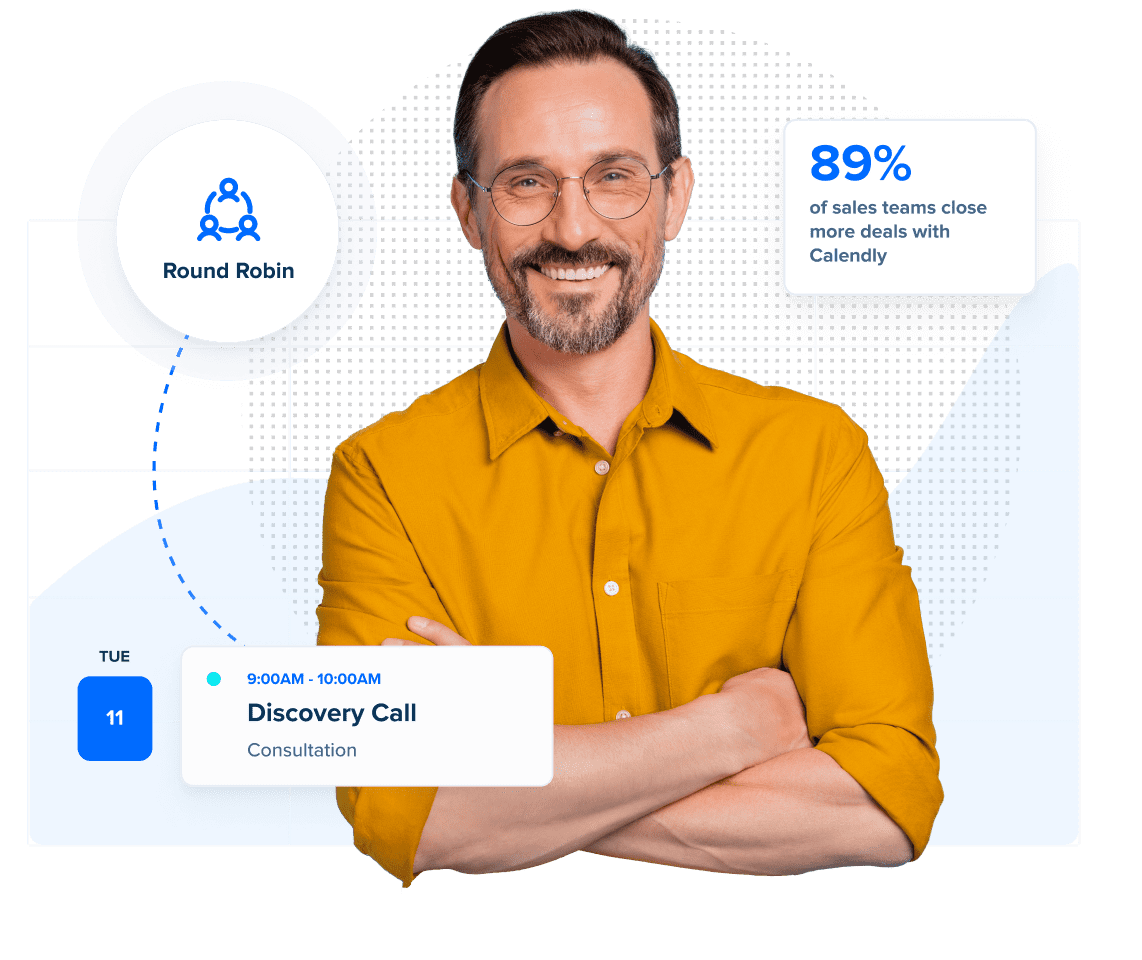 Round Robin
89%
of sales teams close
more deals with
Calendly
TUE
11
9:00AM - 10:00AM
Discovery Call
Consultation